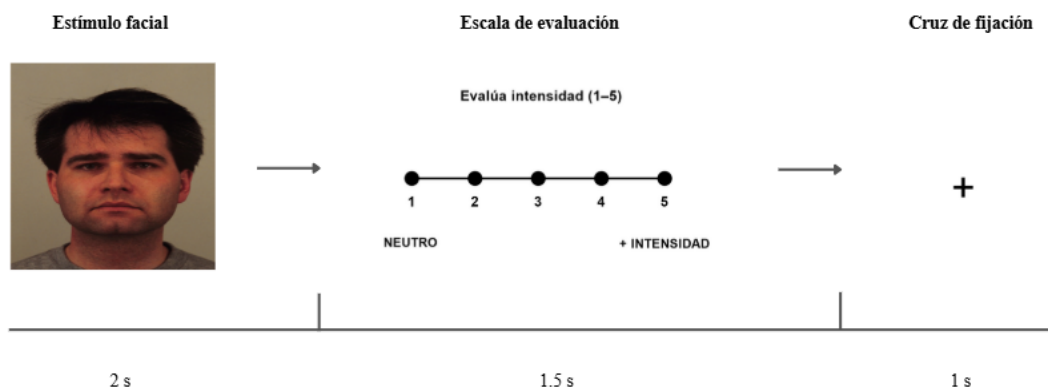 Estímulo facial
Escala de evaluación
Cruz de fijación
Evalúa intensidad (1–5)
1 2 3 4 5
NEUTRO + INTENSIDAD
+
2 s
1.5 s
1 s